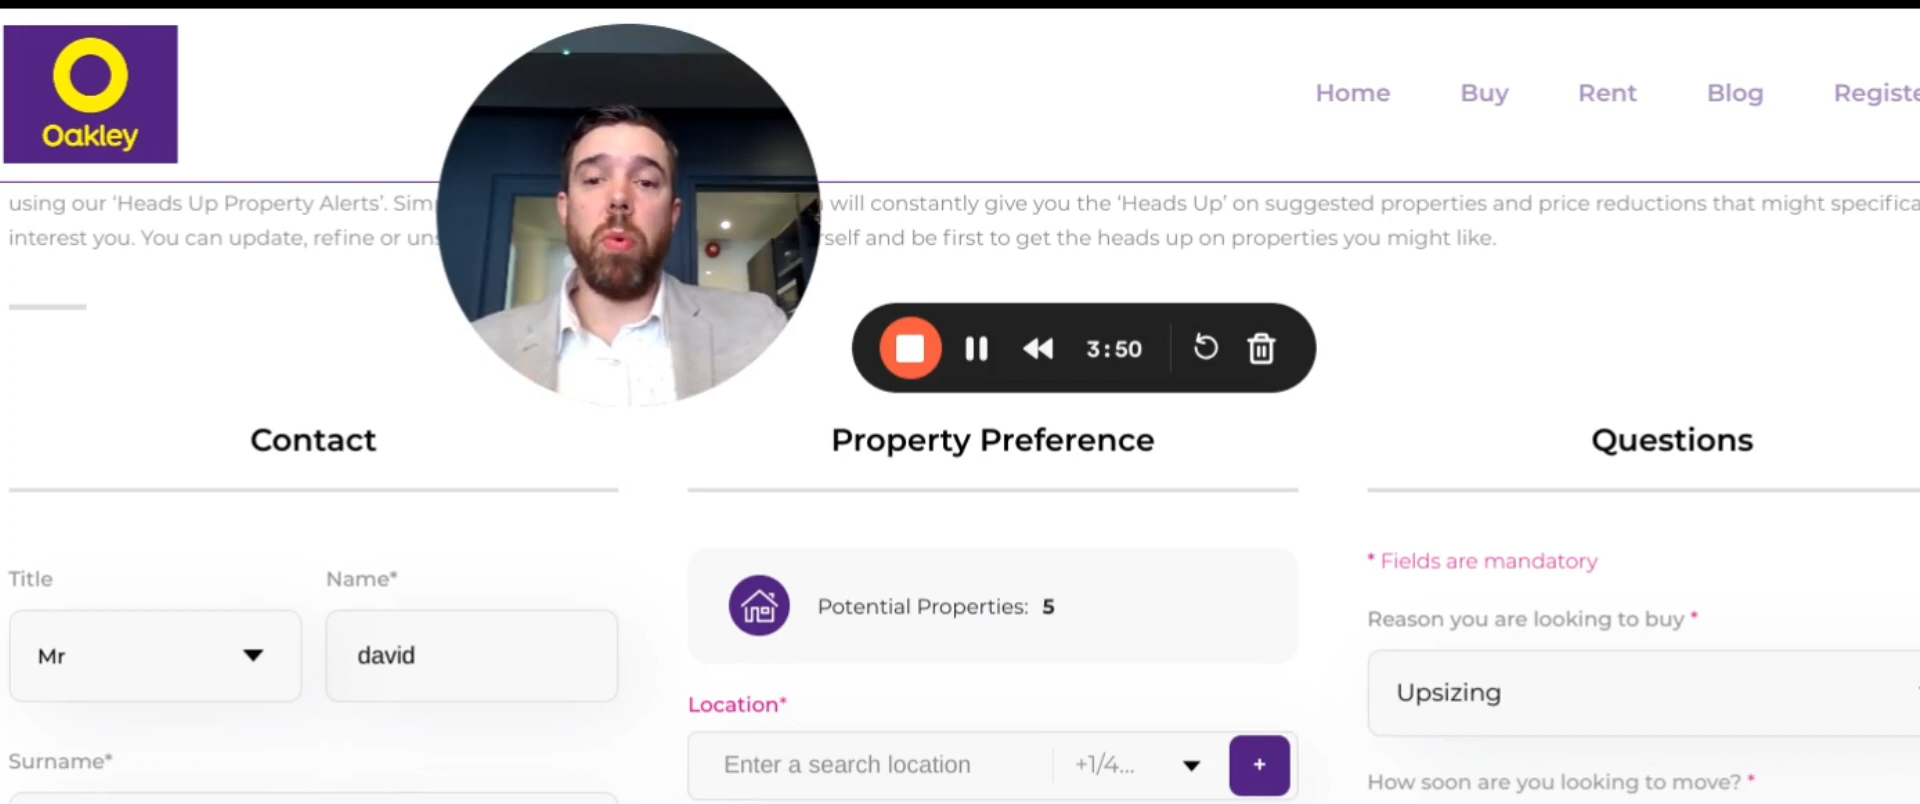 Oakley
Home Buy Rent Blog Registe
using our ‘Heads Up Property Alerts’. Sim will constantly give you the ‘Heads Up’ on suggested properties and price reductions that might specifica
interest you. You can update, refine or un rself and be first to get the heads up on properties you might like.
3:50
Contact
Property Preference
Questions
* Fields are mandatory
Title
Name*
Potential Properties: 5
Reason you are looking to buy *
Mr
david
Upsizing
Location*
Surname*
Enter a search location
+1/4...
+
How soon are you looking to move? *